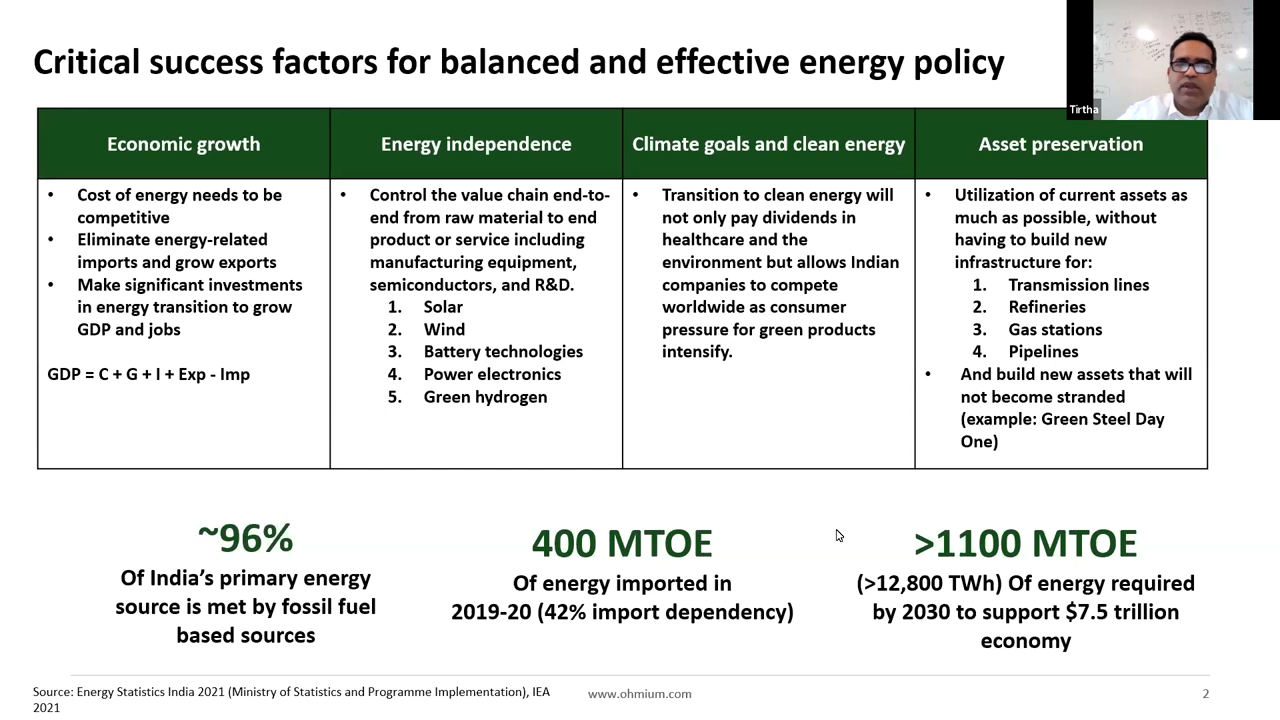 Critical success factors for balanced and effective energy policy
Tirtha
Economic growth
• Cost of energy needs to be
competitive
• Eliminate energy-related
imports and grow exports
• Make significant investments
in energy transition to grow
GDP and jobs
GDP = C + G + I + Exp - Imp
Energy independence
• Control the value chain end-to-
end from raw material to end
product or service including
manufacturing equipment,
semiconductors, and R&D.
1. Solar
2. Wind
3. Battery technologies
4. Power electronics
5. Green hydrogen
Climate goals and clean energy
• Transition to clean energy will
not only pay dividends in
healthcare and the
environment but allows Indian
companies to compete
worldwide as consumer
pressure for green products
intensify.
Asset preservation
• Utilization of current assets as
much as possible, without
having to build new
infrastructure for:
1. Transmission lines
2. Refineries
3. Gas stations
4. Pipelines
• And build new assets that will
not become stranded
(example: Green Steel Day
One)
~96%
Of India's primary energy
source is met by fossil fuel
based sources
400 MTOE
Of energy imported in
2019-20 (42% import dependency)
>1100 MTOE
(>12,800 TWh) Of energy required
by 2030 to support $7.5 trillion
economy
Source: Energy Statistics India 2021 (Ministry of Statistics and Programme Implementation), IEA
2021
www.ohmium.com
2